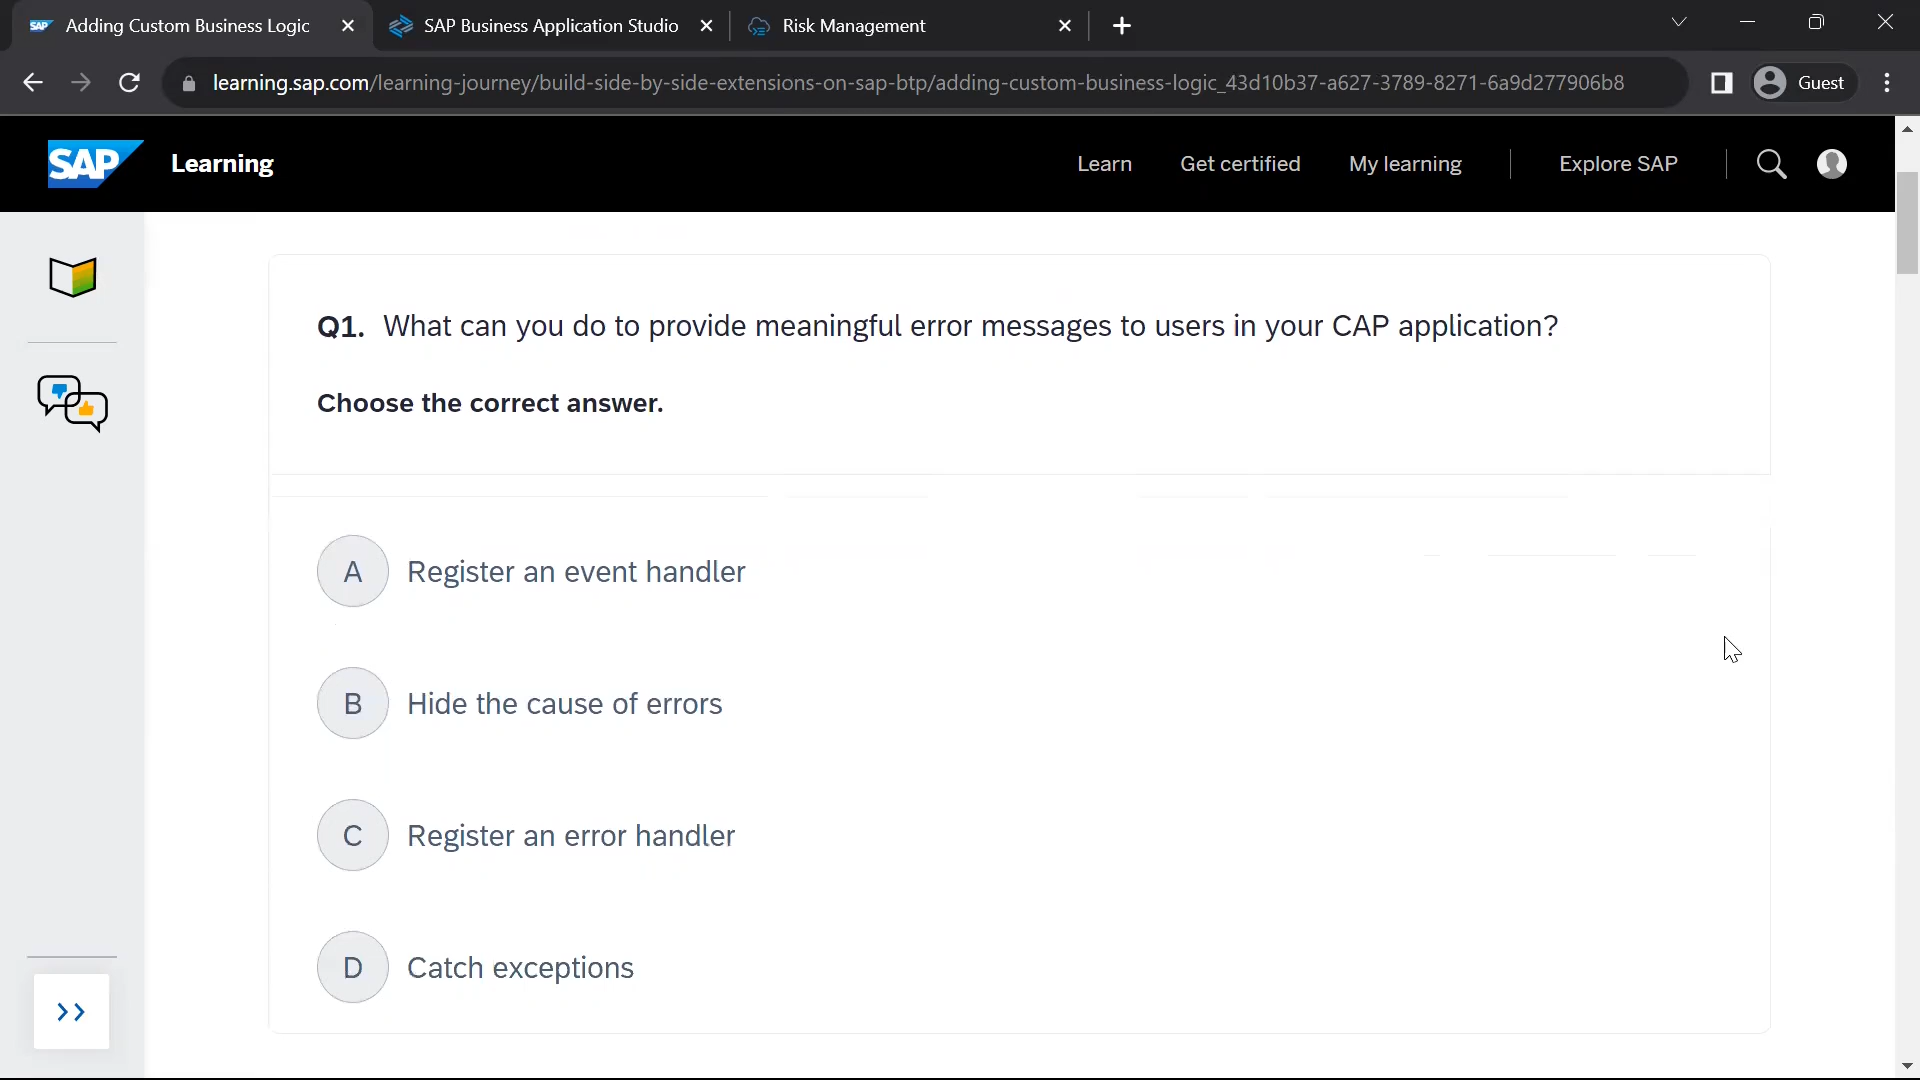 Adding Custom Business Logic
SAP Business Application Studio
Risk Management
learning.sap.com/learning-journey/build-side-by-side-extensions-on-sap-btp/adding-custom-business-logic_43d10b37-a627-3789-8271-6a9d277906b8
Guest
SAP Learning
Learn
Get certified
My learning
Explore SAP
Q1. What can you do to provide meaningful error messages to users in your CAP application?
Choose the correct answer.
A Register an event handler
B Hide the cause of errors
C Register an error handler
D Catch exceptions